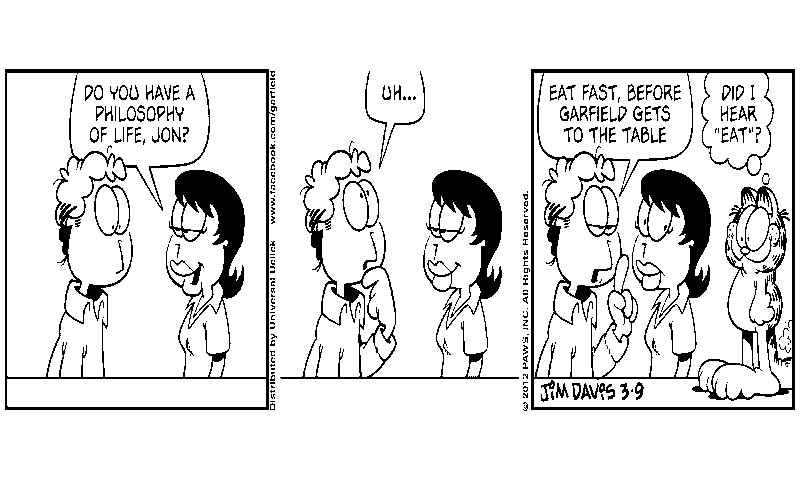 DO YOU HAVE A
PHILOSOPHY
OF LIFE, JON?
Distributed by Universal Uclick www.facebook.com/garfield
UH...
© 2012 PAWS, INC. All Rights Reserved.
EAT FAST, BEFORE
GARFIELD GETS
TO THE TABLE
DID I
HEAR
"EAT"?
JIM DAVIS 3·9